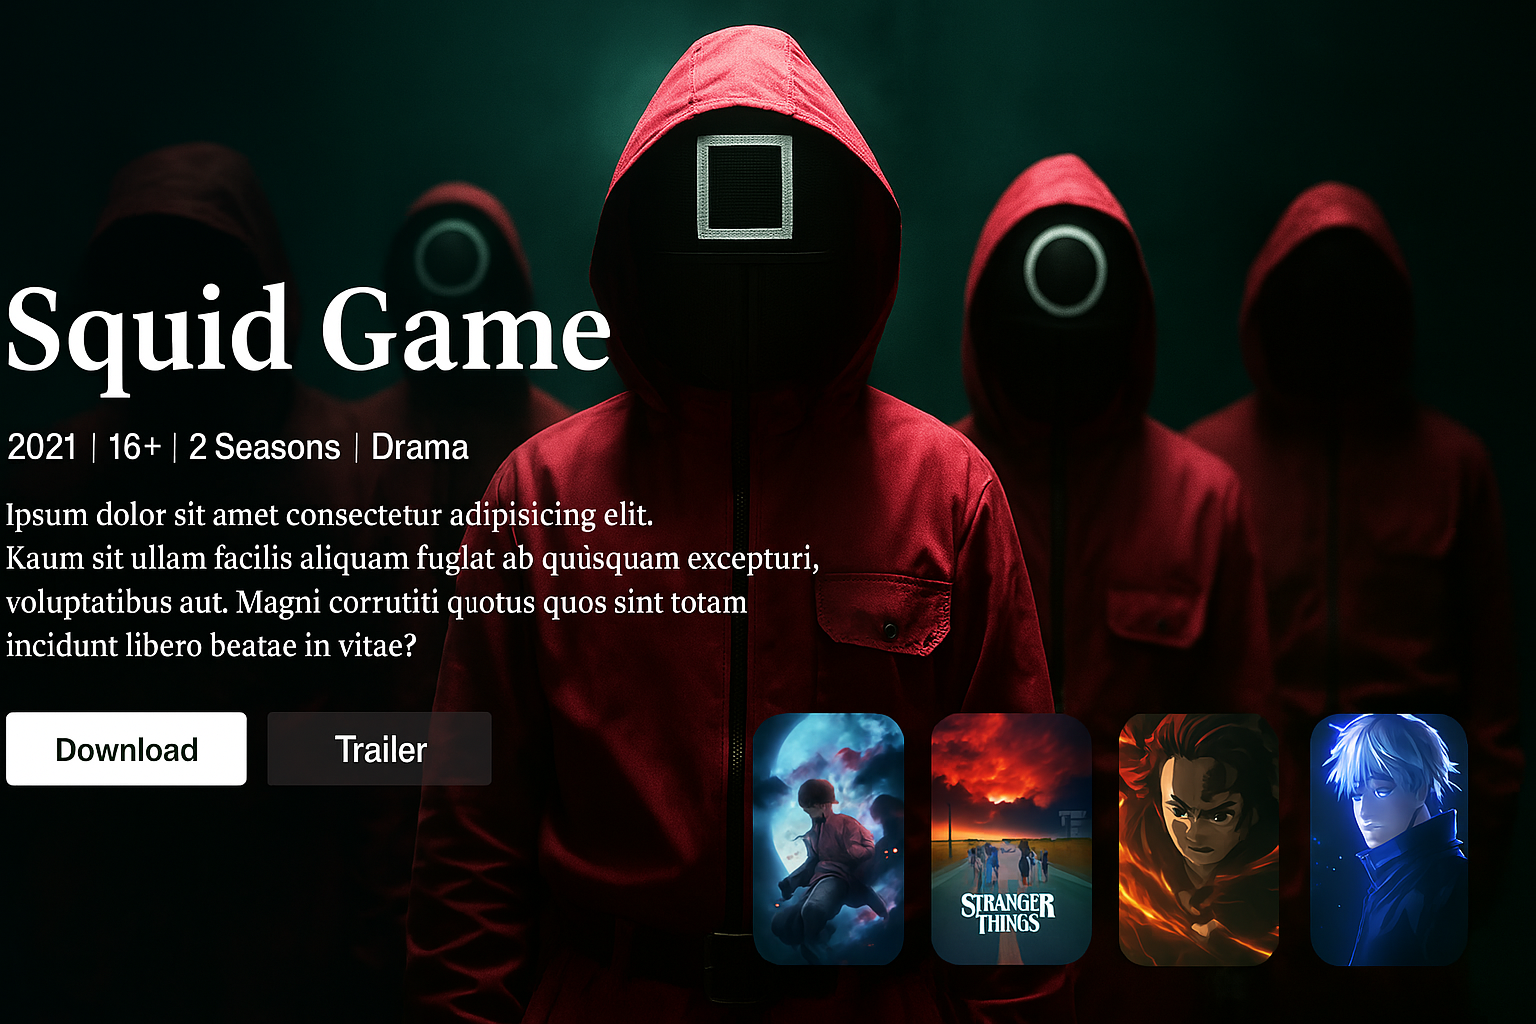 Squid Game
2021 | 16+ | 2 Seasons | Drama
Ipsum dolor sit amet consectetur adipisicing elit.
Kaum sit ullam facilis aliquam fuglat ab quùsquam excepturi,
voluptatibus aut. Magni corrutiti quotus quos sint totam
incidunt libero beatae in vitae?
Download
Trailer
STRANGER
THINGS